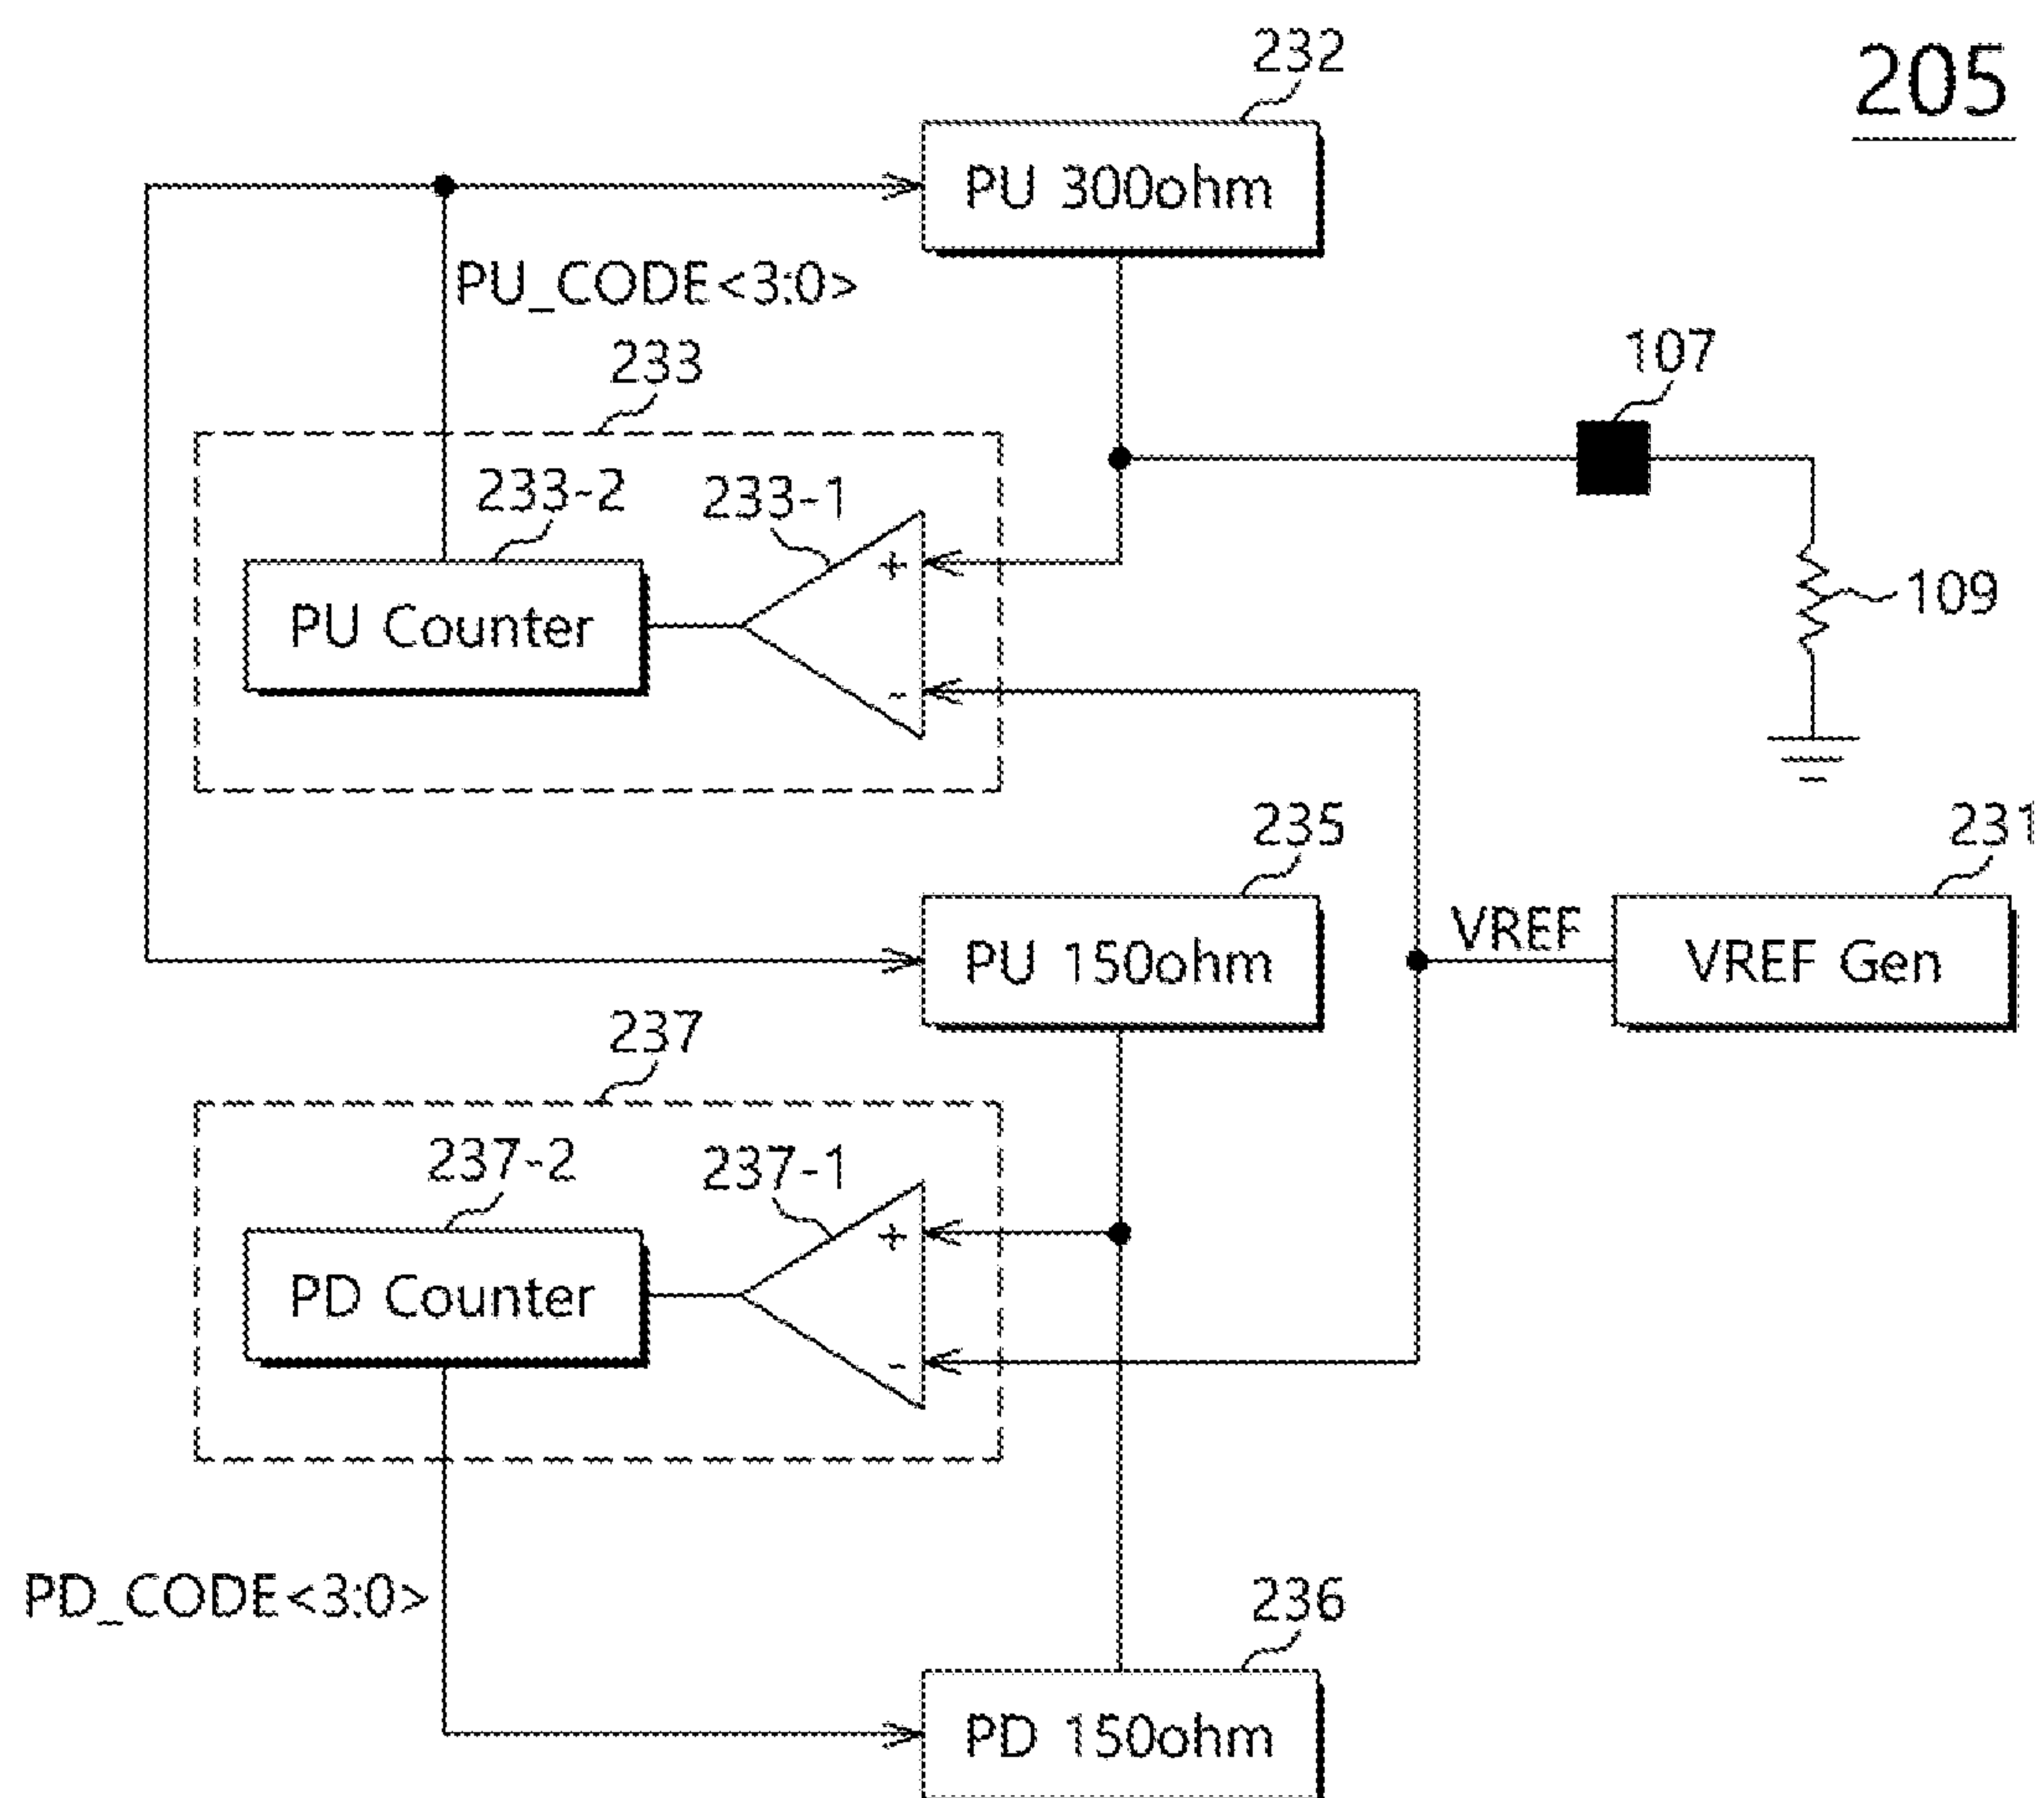 232
205
PU 300ohm
PU_CODE<3:0>
233
107
233-2
233-1
+
PU Counter
109
-
235
231
VREF
PU 150ohm
VREF Gen
237
237-2
237-1
+
PD Counter
-
PD_CODE<3:0>
236
PD 150ohm